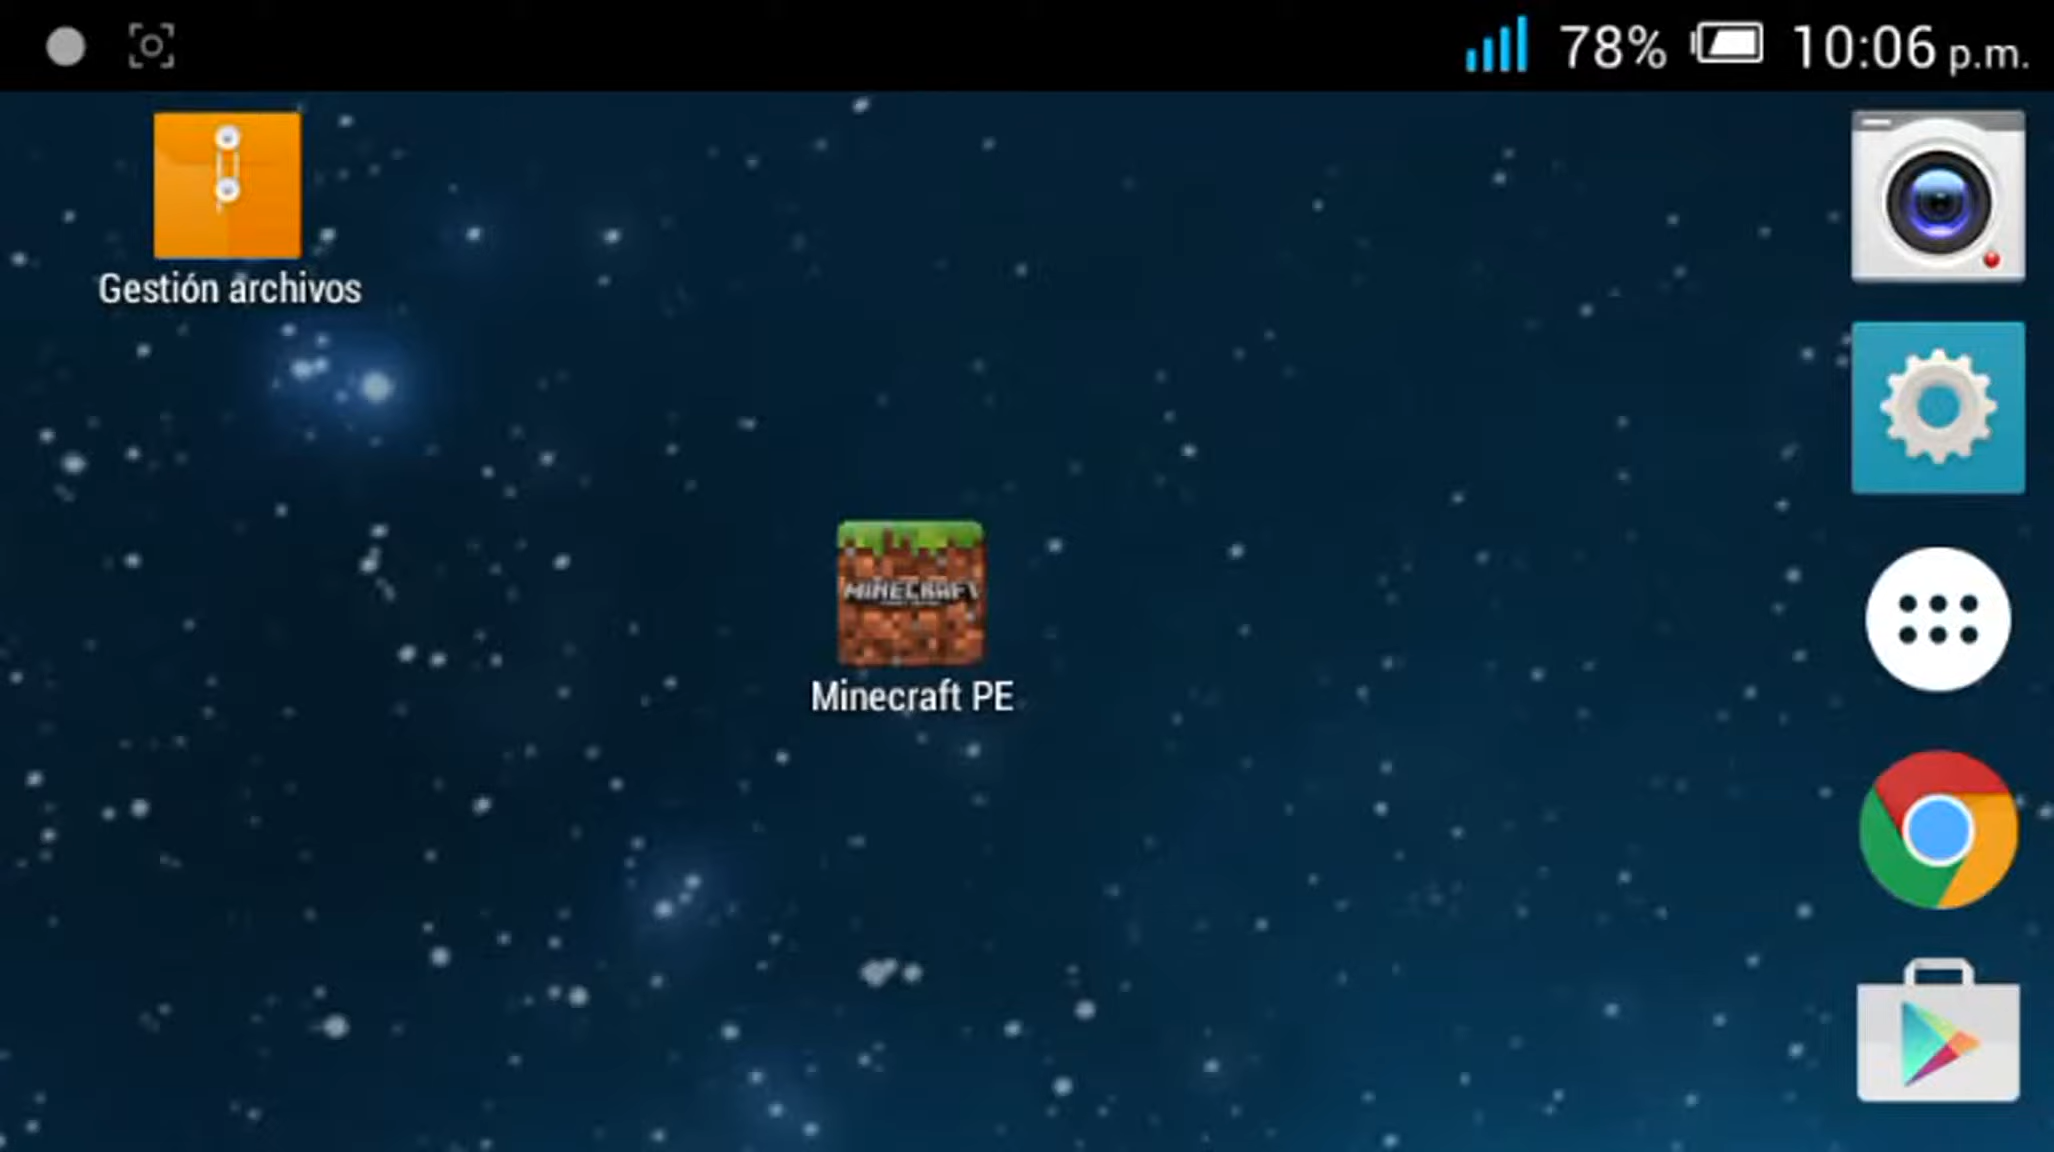 78% 10:06 p.m.
Gestión archivos
MINECRAFT
Minecraft PE